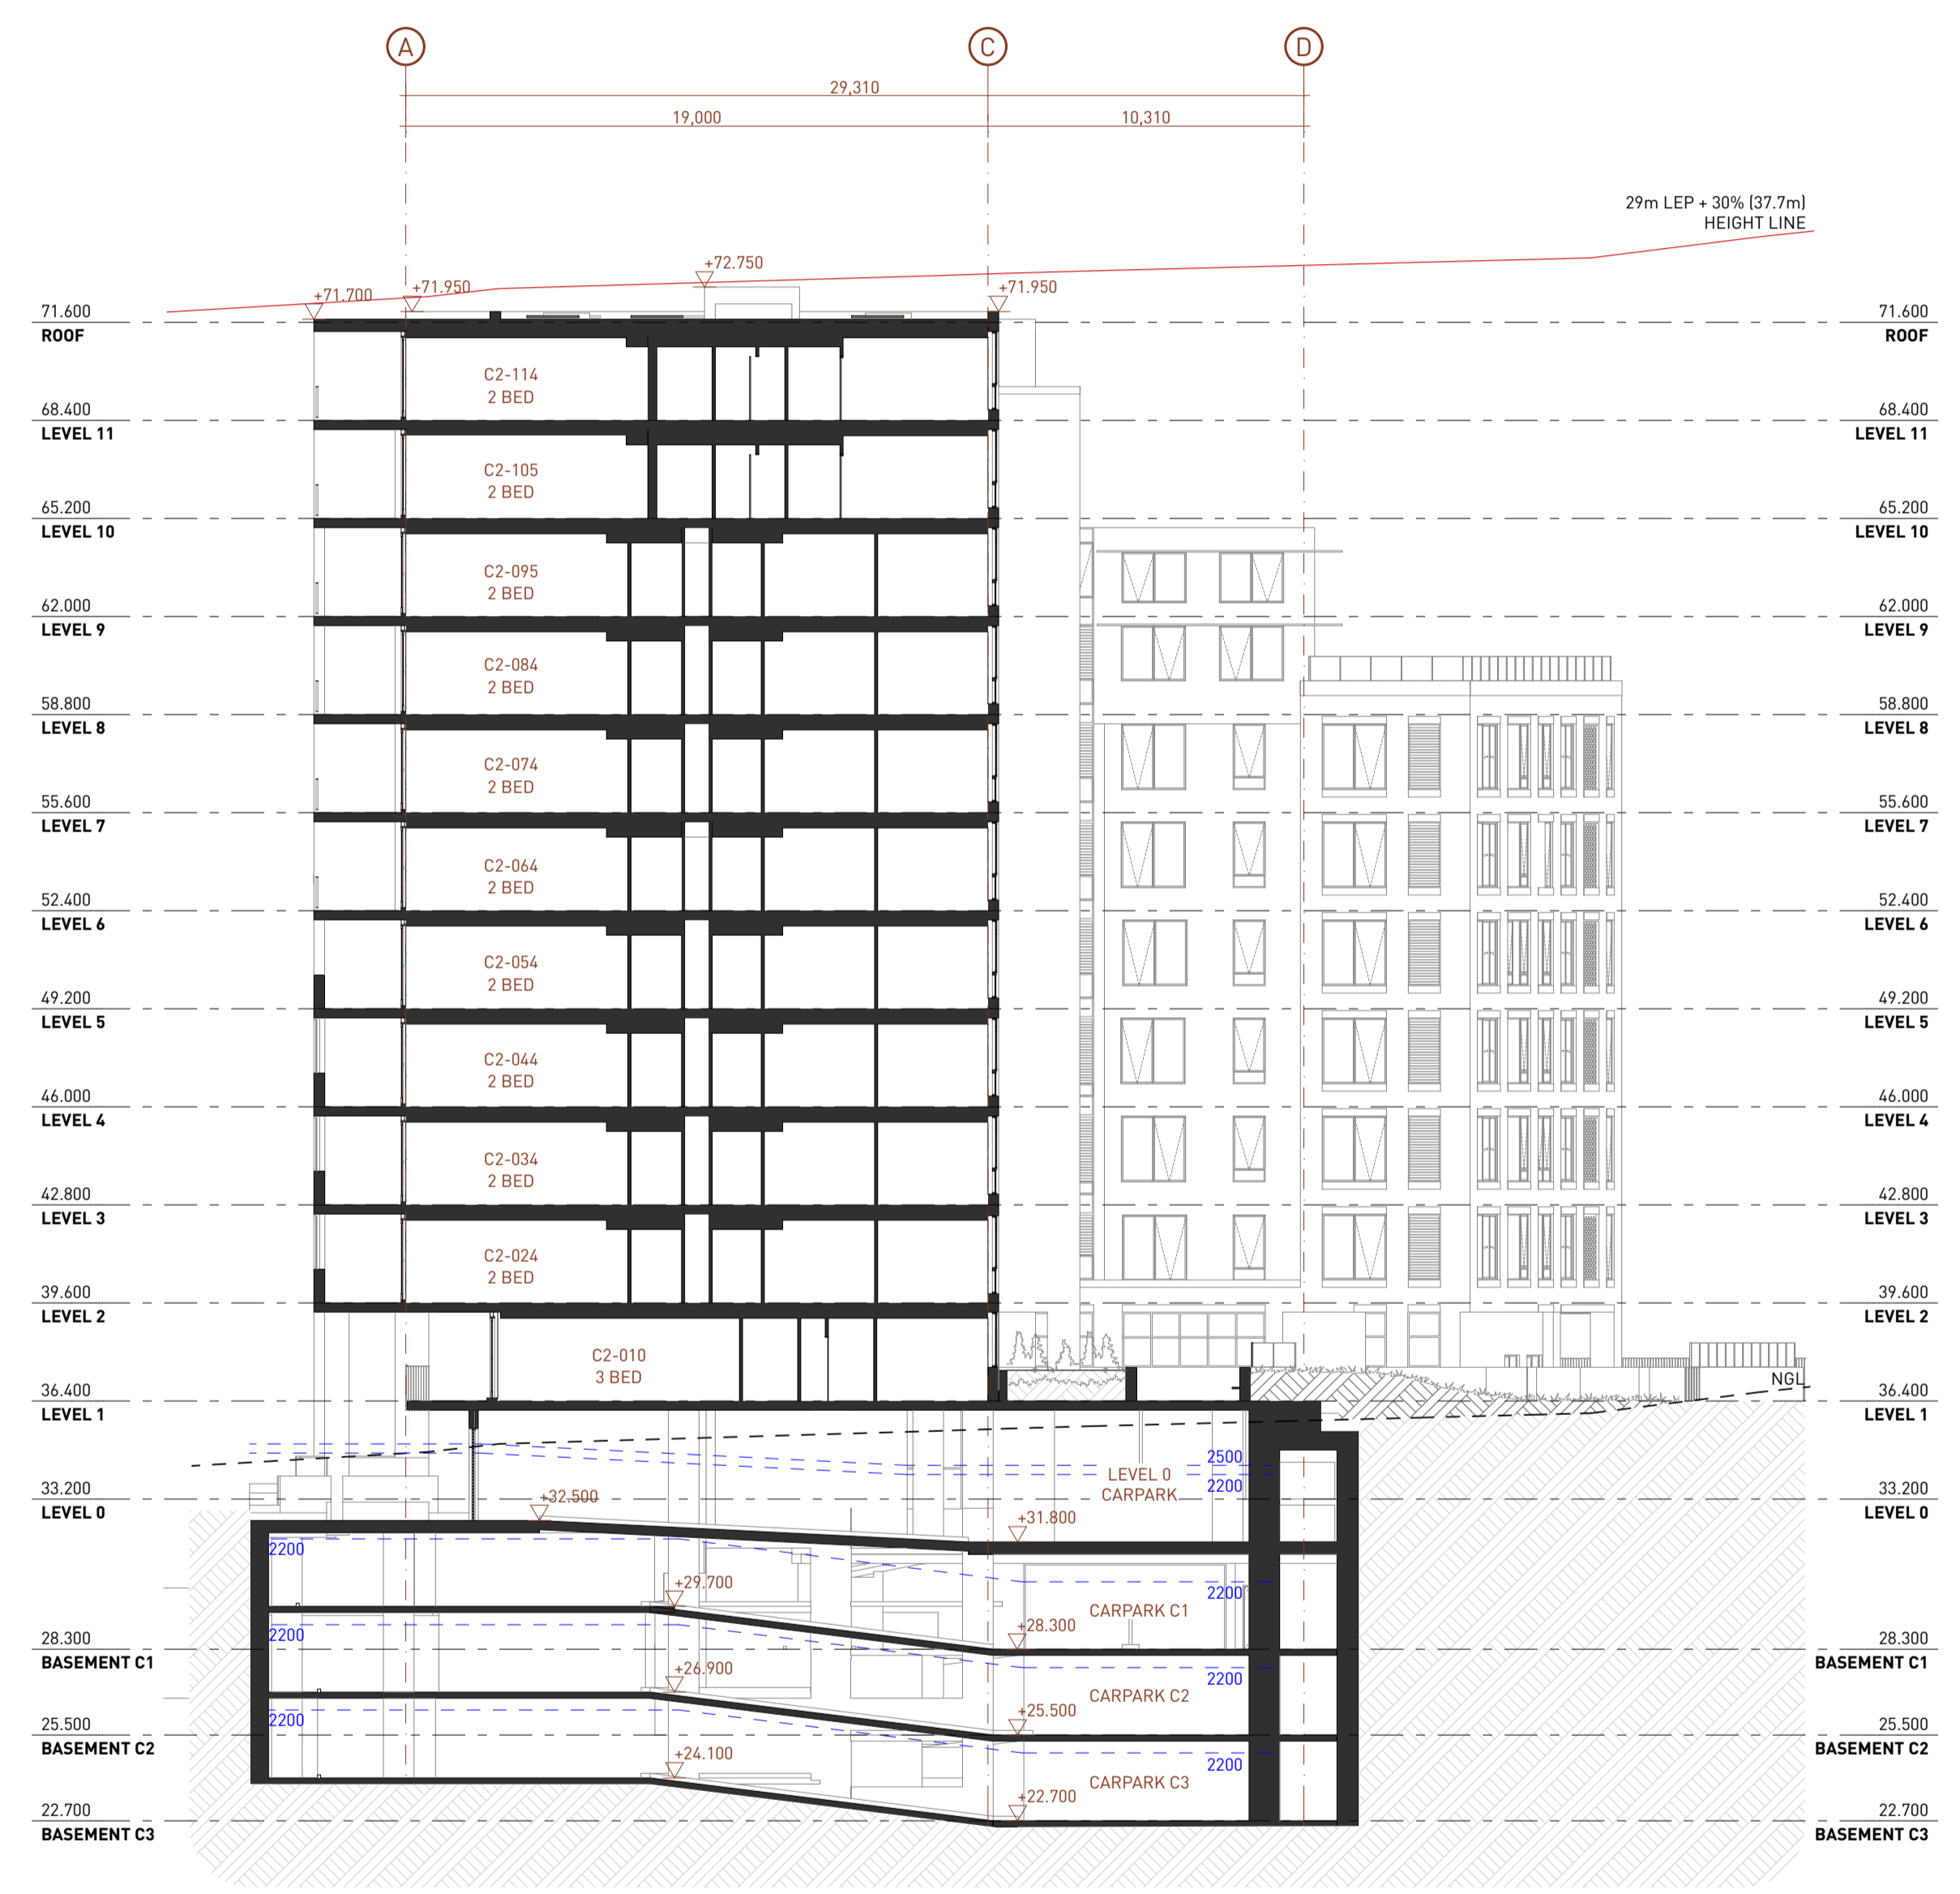 A
C
D
29,310
19,000
10,310
29m LEP + 30% (37.7m)
HEIGHT LINE
+72.750
+71.700
+71.950
+71.950
71.600
ROOF
71.600
ROOF
C2-114
2 BED
68.400
LEVEL 11
68.400
LEVEL 11
C2-105
2 BED
65.200
LEVEL 10
65.200
LEVEL 10
C2-095
2 BED
62.000
LEVEL 9
62.000
LEVEL 9
C2-084
2 BED
58.800
LEVEL 8
58.800
LEVEL 8
C2-074
2 BED
55.600
LEVEL 7
55.600
LEVEL 7
C2-064
2 BED
52.400
LEVEL 6
52.400
LEVEL 6
C2-054
2 BED
49.200
LEVEL 5
49.200
LEVEL 5
C2-044
2 BED
46.000
LEVEL 4
46.000
LEVEL 4
C2-034
2 BED
42.800
LEVEL 3
42.800
LEVEL 3
C2-024
2 BED
39.600
LEVEL 2
39.600
LEVEL 2
C2-010
3 BED
NGL
36.400
LEVEL 1
36.400
LEVEL 1
2500
LEVEL 0
CARPARK
2200
33.200
LEVEL 0
33.200
LEVEL 0
+32.500
+31.800
2200
+29.700
2200
CARPARK C1
+28.300
28.300
BASEMENT C1
28.300
BASEMENT C1
2200
+26.900
2200
CARPARK C2
+25.500
25.500
BASEMENT C2
25.500
BASEMENT C2
2200
+24.100
2200
CARPARK C3
+22.700
22.700
BASEMENT C3
22.700
BASEMENT C3